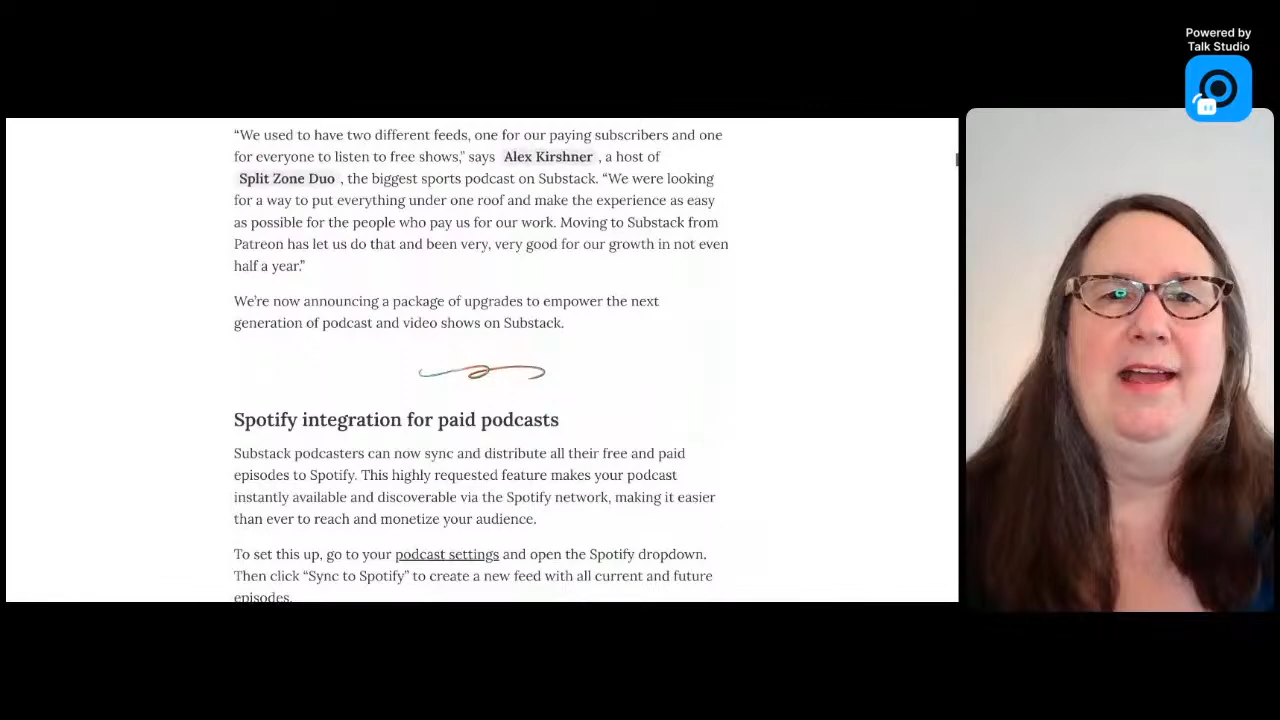 Powered by
Talk Studio
“We used to have two different feeds, one for our paying subscribers and one
for everyone to listen to free shows,” says Alex Kirshner , a host of
Split Zone Duo , the biggest sports podcast on Substack. “We were looking
for a way to put everything under one roof and make the experience as easy
as possible for the people who pay us for our work. Moving to Substack from
Patreon has let us do that and been very, very good for our growth in not even
half a year.”
We’re now announcing a package of upgrades to empower the next
generation of podcast and video shows on Substack.
Spotify integration for paid podcasts
Substack podcasters can now sync and distribute all their free and paid
episodes to Spotify. This highly requested feature makes your podcast
instantly available and discoverable via the Spotify network, making it easier
than ever to reach and monetize your audience.
To set this up, go to your podcast settings and open the Spotify dropdown.
Then click “Sync to Spotify” to create a new feed with all current and future
episodes.